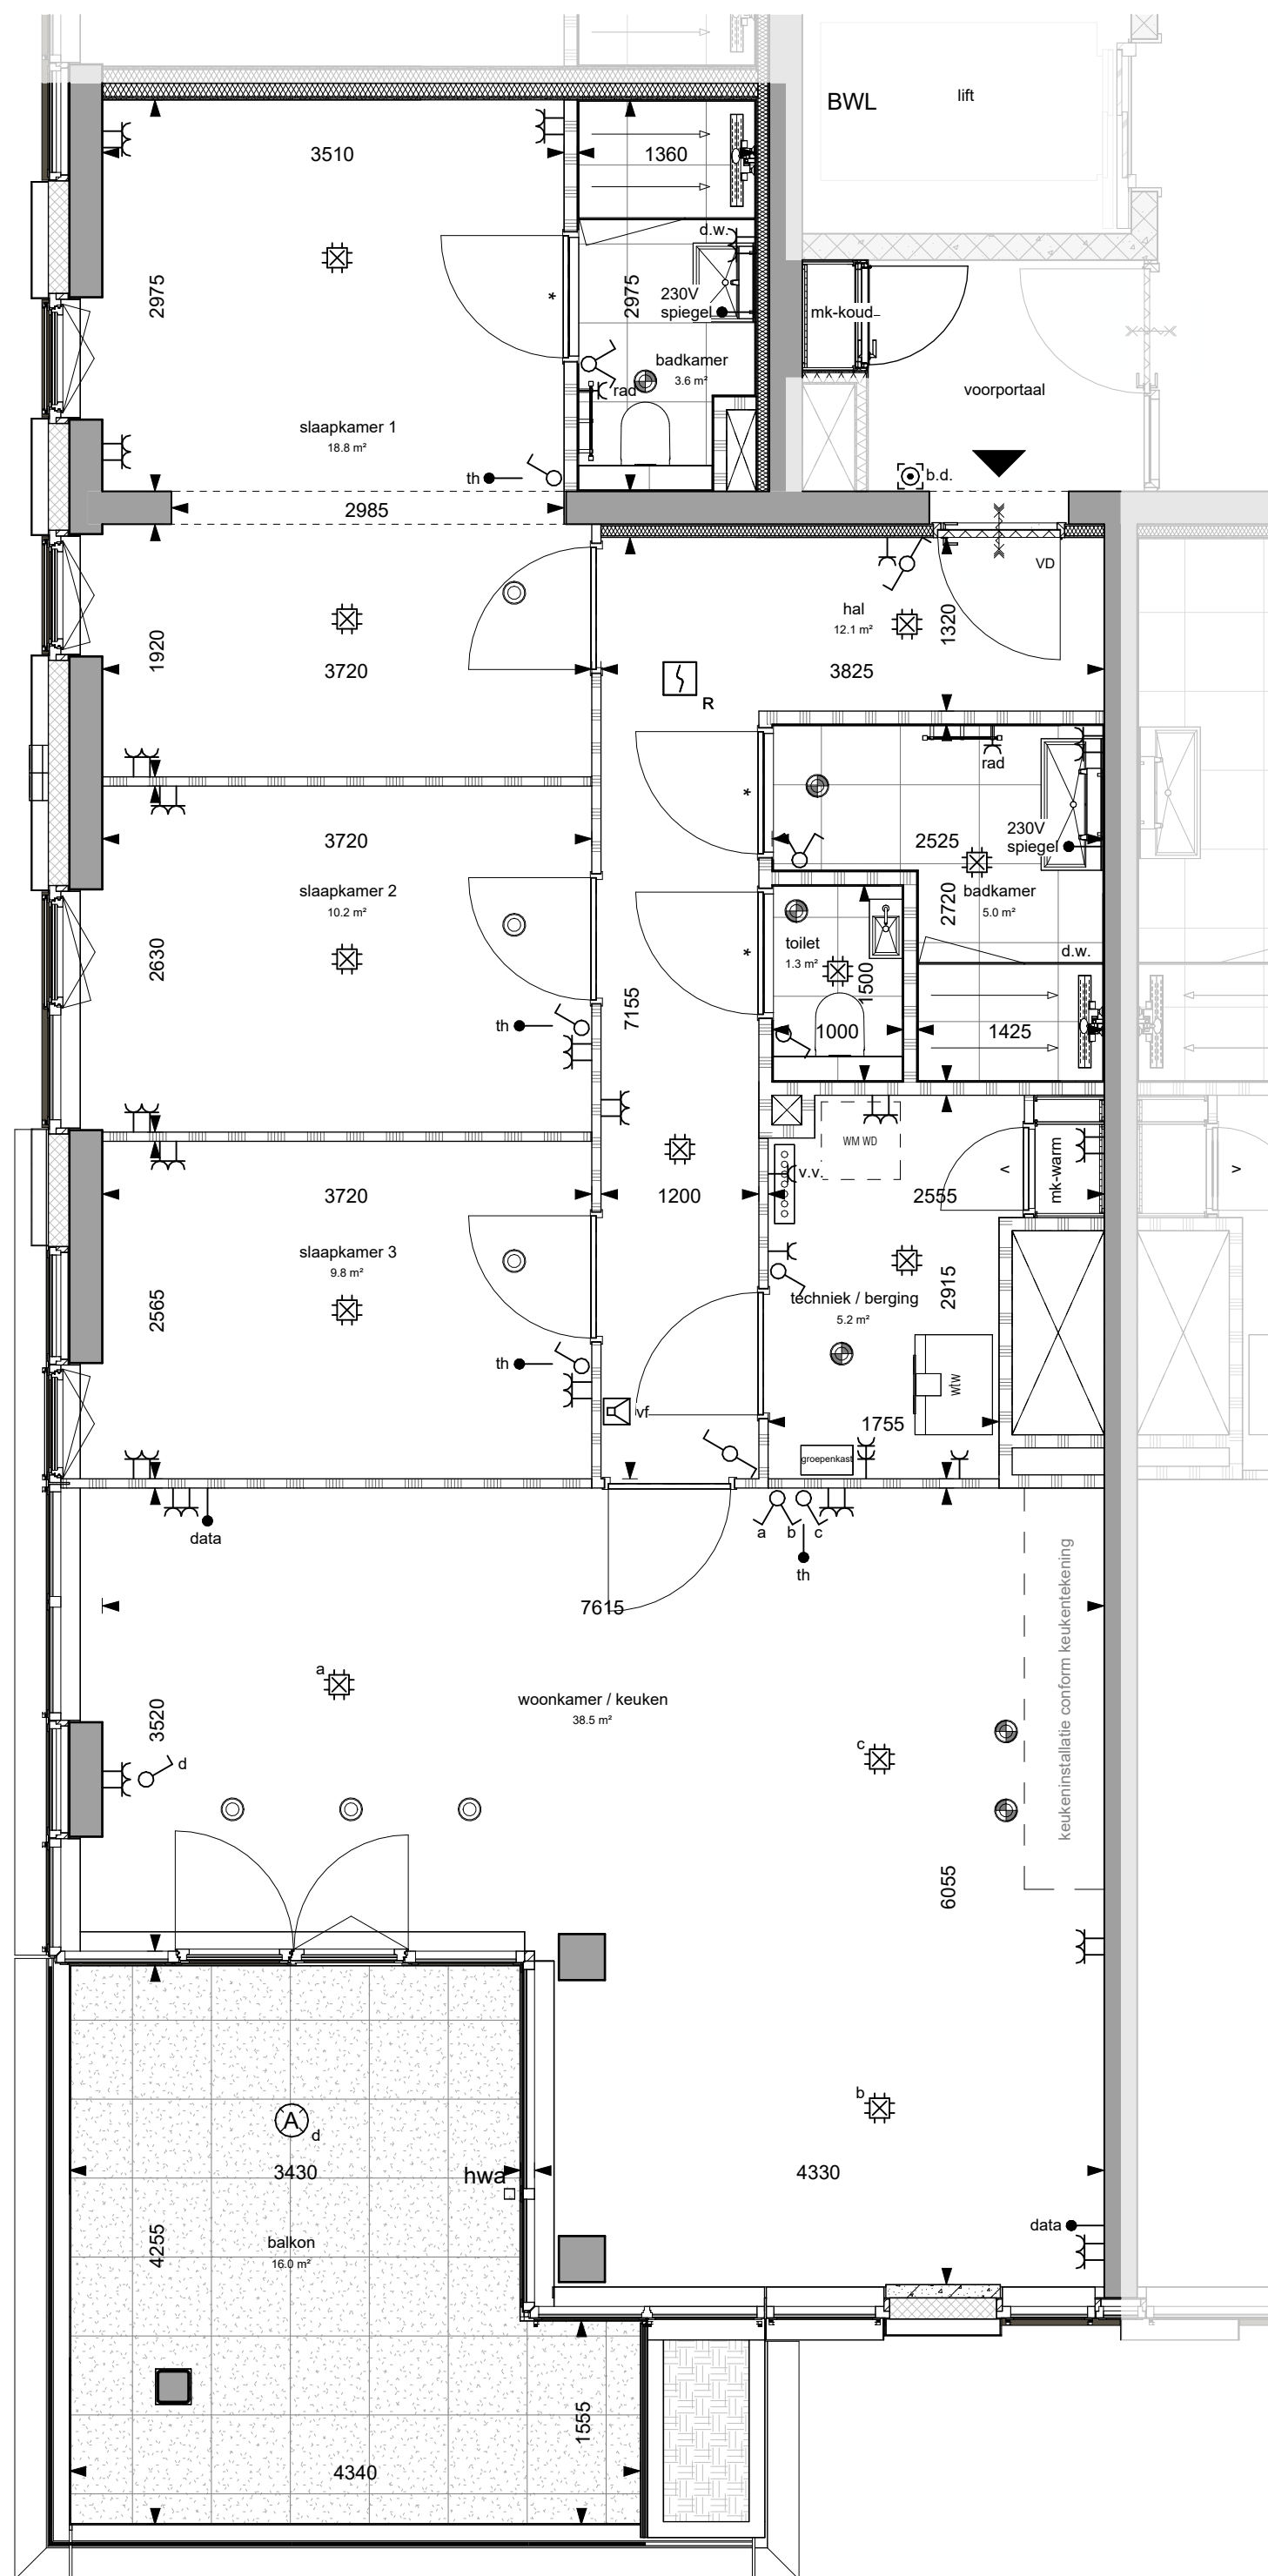 BWL
lift
3510
1360
d.w.
2975
2975
230V
spiegel
mk-koud
badkamer
3.6 m²
rad
voorportaal
slaapkamer 1
18.8 m²
th
b.d.
2985
VD
hal
12.1 m²
1320
1920
3720
3825
R
rad
230V
spiegel
3720
2525
slaapkamer 2
10.2 m²
badkamer
5.0 m²
2720
toilet
1.3 m²
d.w.
2630
1500
7155
th
1000
1425
WM WD
v.v.
mk-warm
<
>
3720
1200
2555
slaapkamer 3
9.8 m²
2565
2915
techniek / berging
5.2 m²
th
wtw
vf
1755
groepenkast
data
a
b
c
th
7615
keukeninstallatie conform keukentekening
a
woonkamer / keuken
38.5 m²
3520
c
d
6055
b
A
d
3430
hwa
4330
data
balkon
16.0 m²
4255
1555
4340